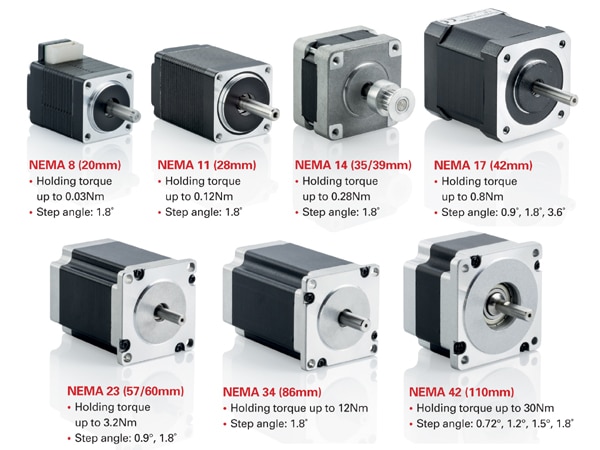 NEMA 8 (20mm)
• Holding torque
up to 0.03Nm
• Step angle: 1.8°
NEMA 11 (28mm)
• Holding torque
up to 0.12Nm
• Step angle: 1.8°
NEMA 14 (35/39mm)
• Holding torque
up to 0.28Nm
• Step angle: 1.8°
NEMA 17 (42mm)
• Holding torque
up to 0.8Nm
• Step angle: 0.9°, 1.8°, 3.6°
NEMA 23 (57/60mm)
• Holding torque
up to 3.2Nm
• Step angle: 0.9°, 1.8°
NEMA 34 (86mm)
• Holding torque up to 12Nm
• Step angle: 1.8°
NEMA 42 (110mm)
• Holding torque up to 30Nm
• Step angle: 0.72°, 1.2°, 1.5°, 1.8°